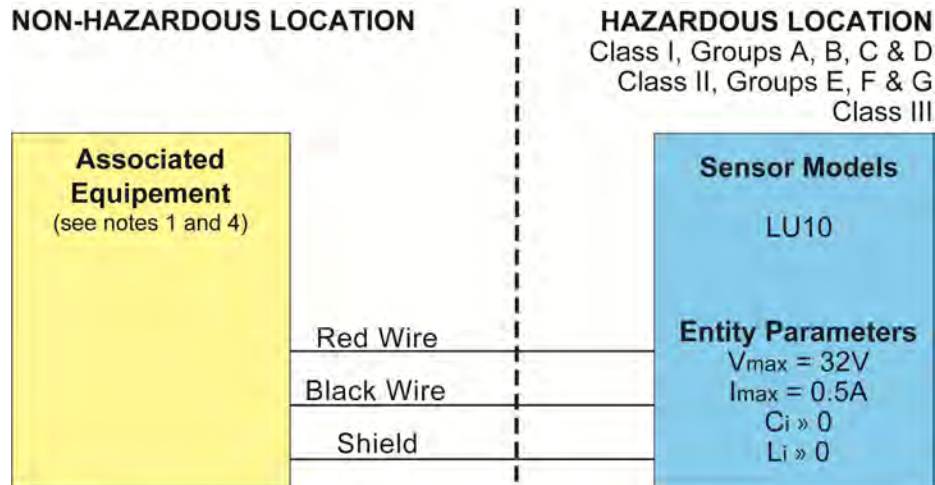 NON-HAZARDOUS LOCATION
HAZARDOUS LOCATION
Class I, Groups A, B, C & D
Class II, Groups E, F & G
Class III
Associated
Equipement
(see notes 1 and 4)
Red Wire
Black Wire
Shield
Sensor Models
LU10
Entity Parameters
Vmax = 32V
Imax = 0.5A
Ci » 0
Li » 0